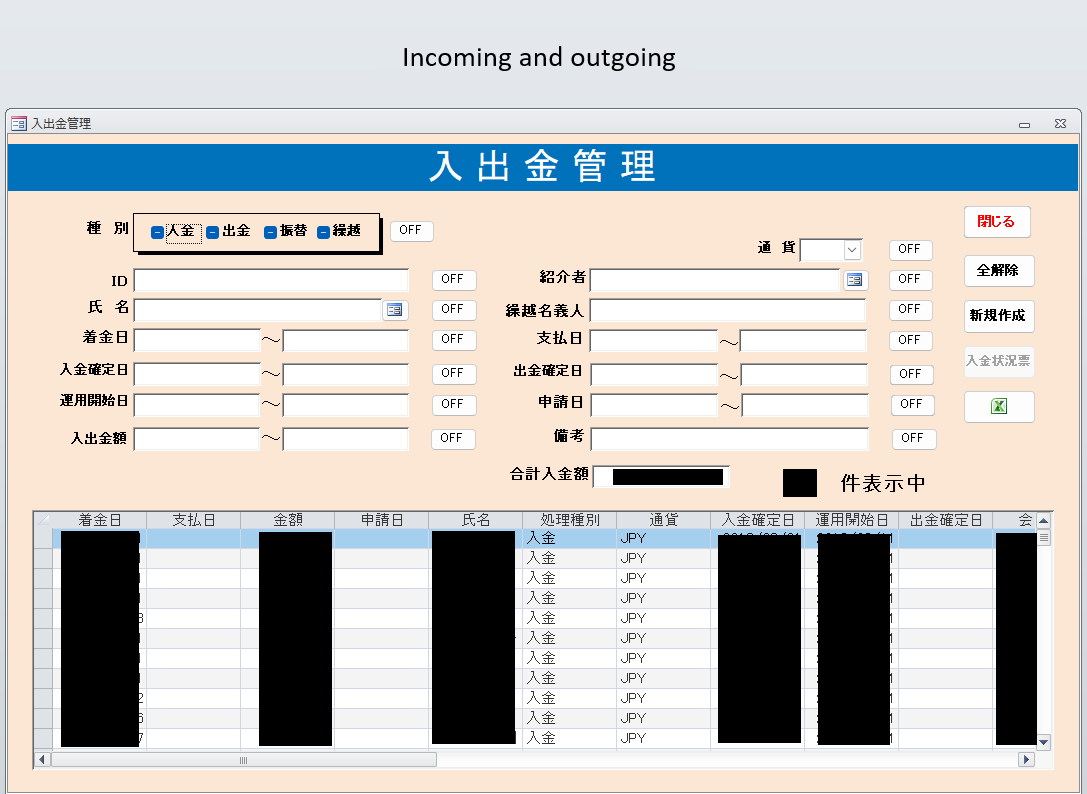 Incoming and outgoing
入出金管理
入出金管理
種 別 入金 出金 振替 繰越 OFF
閉じる
通 貨 OFF
全解除
ID OFF 紹介者 OFF
氏 名 OFF 繰越名義人 OFF
新規作成
着金日 ～ OFF 支払日 ～ OFF
入金状況票
入金確定日 ～ OFF 出金確定日 ～ OFF
運用開始日 ～ OFF 申請日 ～ OFF
入出金額 ～ OFF 備考 OFF
合計入金額 件表示中
着金日 支払日 金額 申請日 氏名 処理種別 通貨 入金確定日 運用開始日 出金確定日 会
入金 JPY
入金 JPY
入金 JPY
入金 JPY
入金 JPY
入金 JPY
入金 JPY
入金 JPY
入金 JPY
入金 JPY
入金 JPY